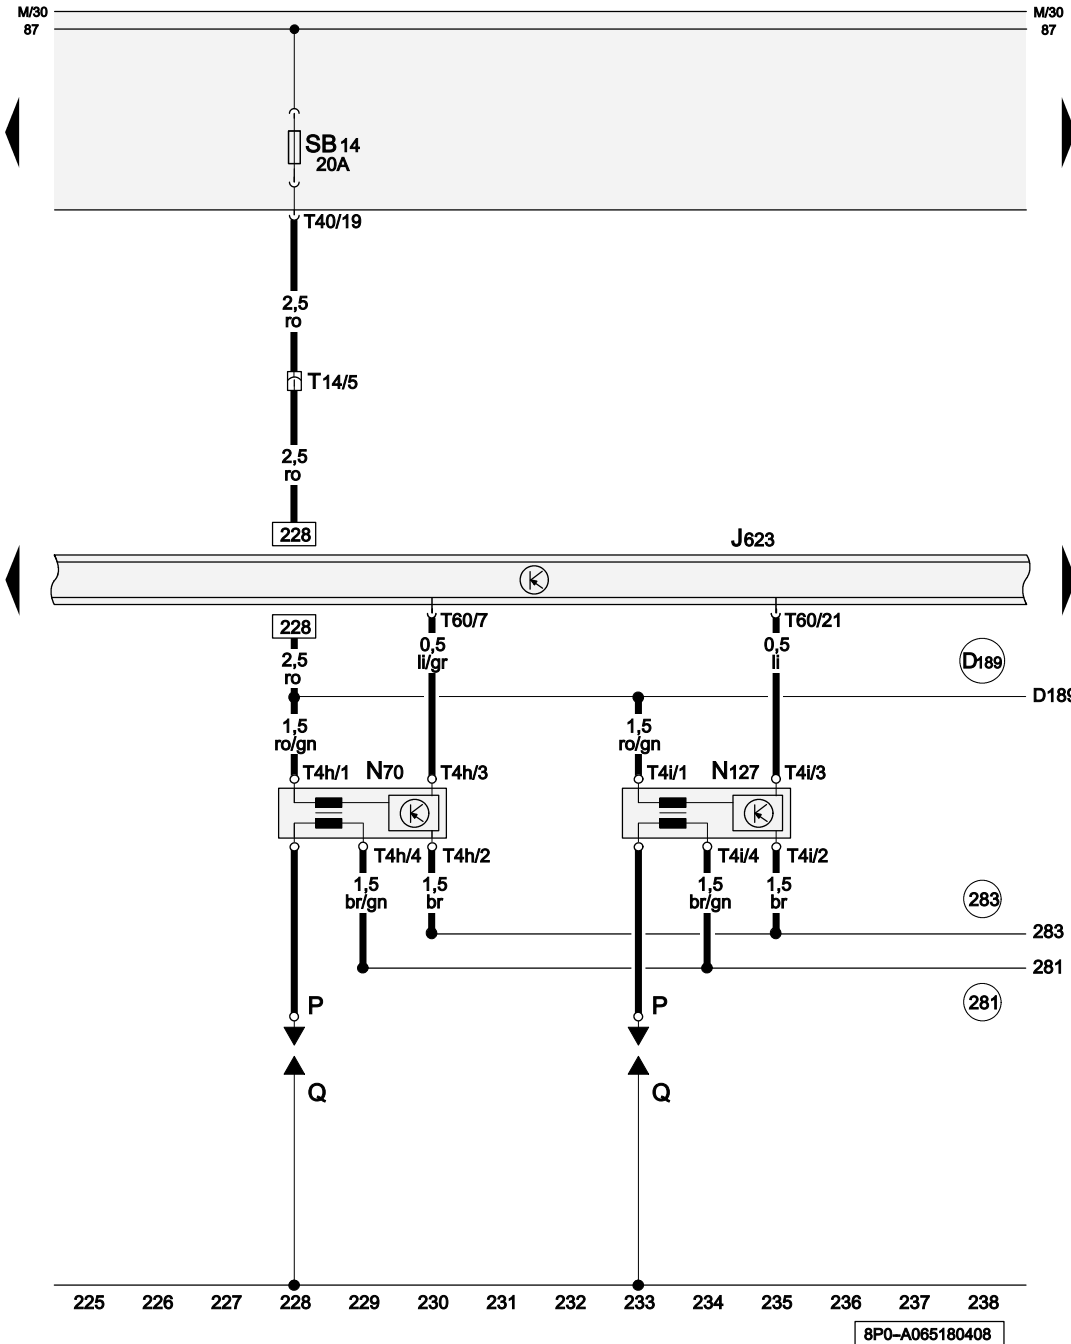 M/30 M/30
87 87
SB14
20A
T40/19
2,5
ro
T14/5
2,5
ro
228
J623
228 T60/7 T60/21
2,5 0,5 0,5
ro li/gr li
D189
D189
1,5 1,5
ro/gn ro/gn
T4h/1 N70 T4h/3 T4i/1 N127 T4i/3
T4h/4 T4h/2 T4i/4 T4i/2
1,5 1,5 1,5 1,5
br/gn br br/gn br
283
283
281
281
P P
Q Q
225 226 227 228 229 230 231 232 233 234 235 236 237 238
8P0-A065180408